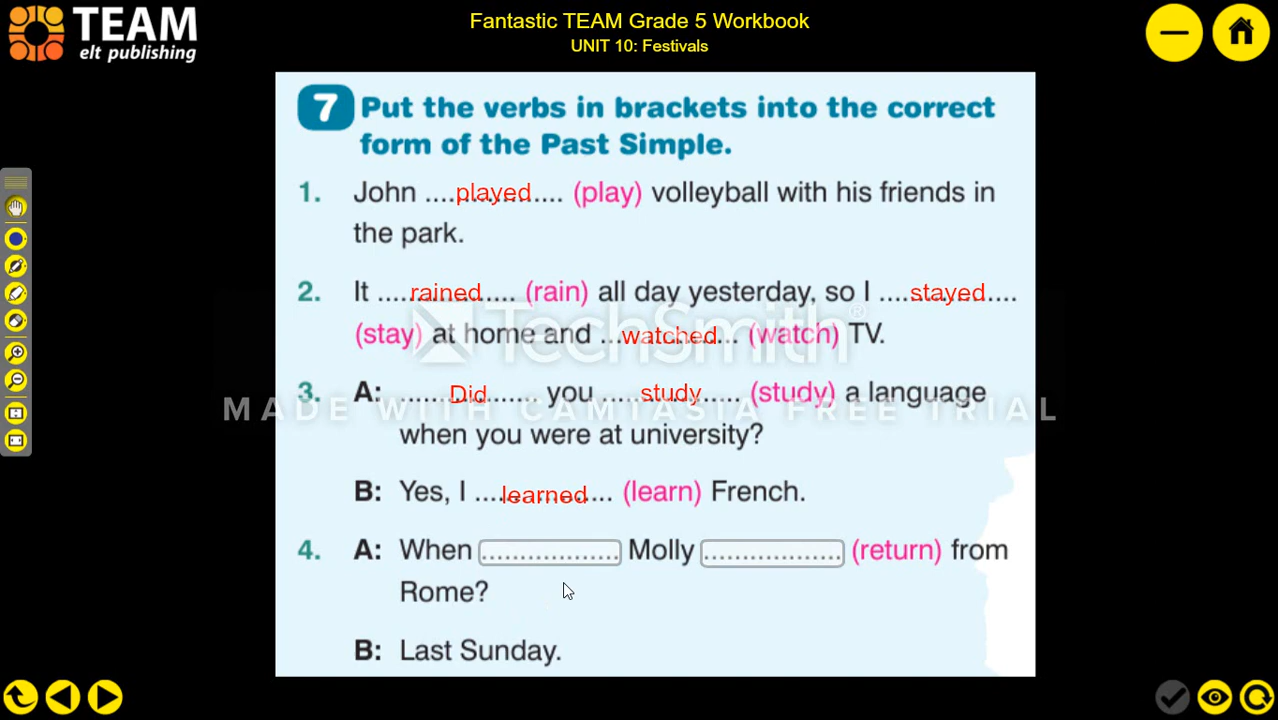 TEAM
elt publishing
Fantastic TEAM Grade 5 Workbook
UNIT 10: Festivals
7 Put the verbs in brackets into the correct
form of the Past Simple.
1. John ....played.... (play) volleyball with his friends in
the park.
2. It ....rained.... (rain) all day yesterday, so I ....stayed....
(stay) at home and ...watched... (watch) TV.
3. A: .......Did....... you .....study..... (study) a language
when you were at university?
B: Yes, I ....learned.... (learn) French.
4. A: When .................. Molly .................. (return) from
Rome?
B: Last Sunday.
TechSmith®
MADE WITH CAMTASIA FREE TRIAL